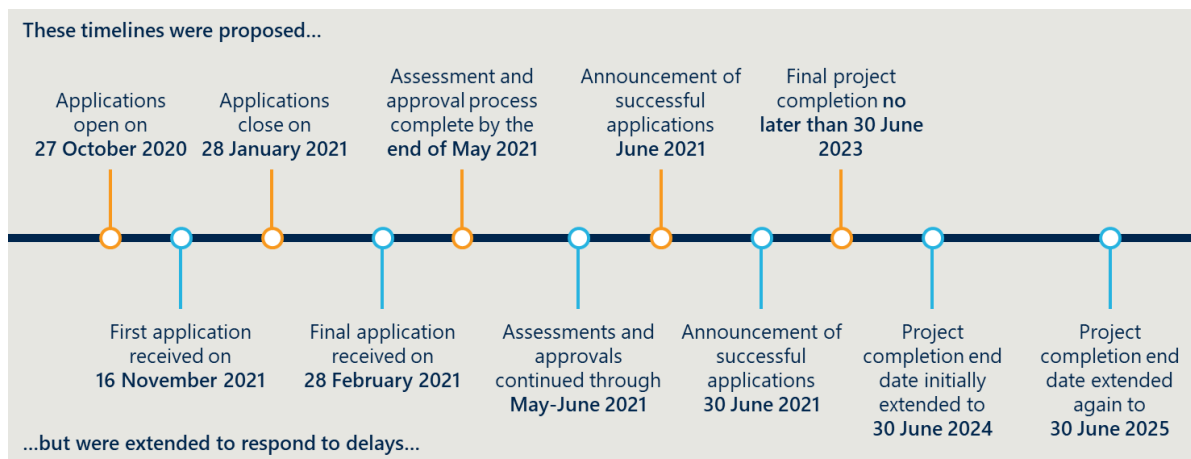 These timelines were proposed...
Applications
open on
27 October 2020
Applications
close on
28 January 2021
Assessment and
approval process
complete by the
end of May 2021
Announcement of
successful
applications
June 2021
Final project
completion no
later than 30 June
2023
First application
received on
16 November 2021
Final application
received on
28 February 2021
Assessments and
approvals
continued through
May-June 2021
Announcement of
successful
applications
30 June 2021
Project
completion end
date initially
extended to
30 June 2024
Project
completion end
date extended
again to
30 June 2025
...but were extended to respond to delays...